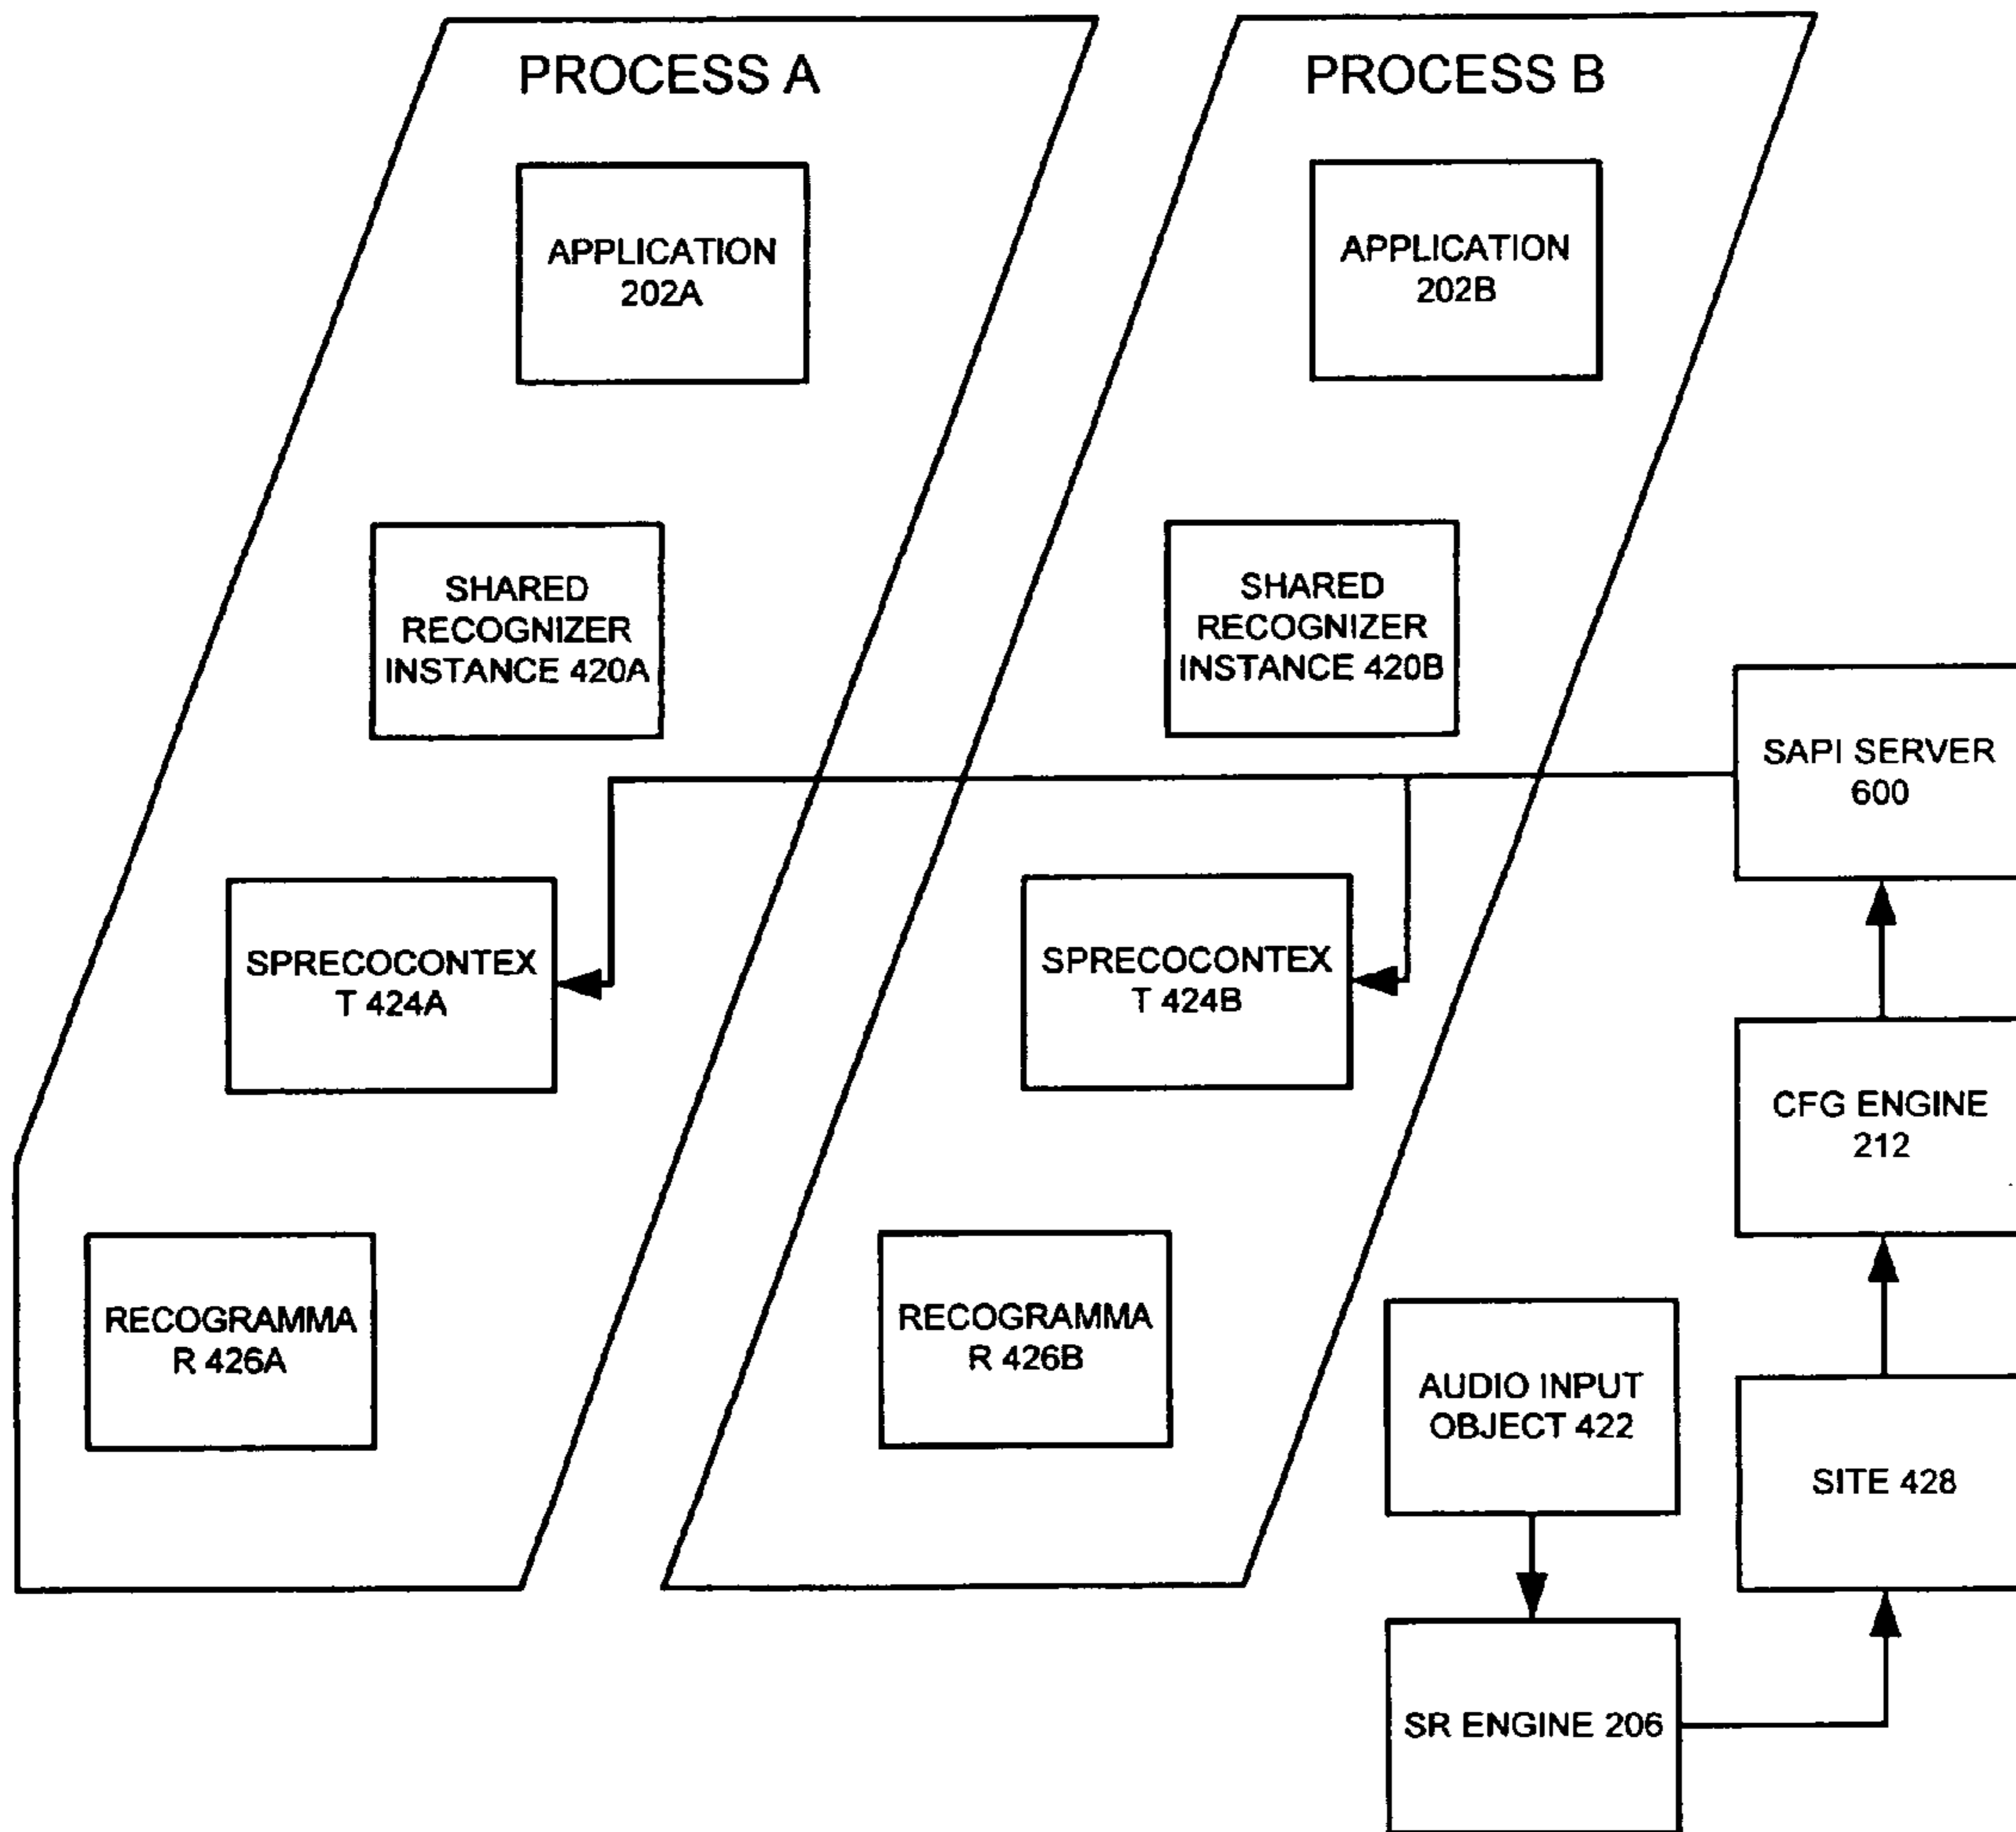 PROCESS A
PROCESS B
APPLICATION
202A
APPLICATION
202B
SHARED
RECOGNIZER
INSTANCE 420A
SHARED
RECOGNIZER
INSTANCE 420B
SAPI SERVER
600
SPRECOCONTEX
T 424A
SPRECOCONTEX
T 424B
CFG ENGINE
212
RECOGRAMMA
R 426A
RECOGRAMMA
R 426B
AUDIO INPUT
OBJECT 422
SITE 428
SR ENGINE 206